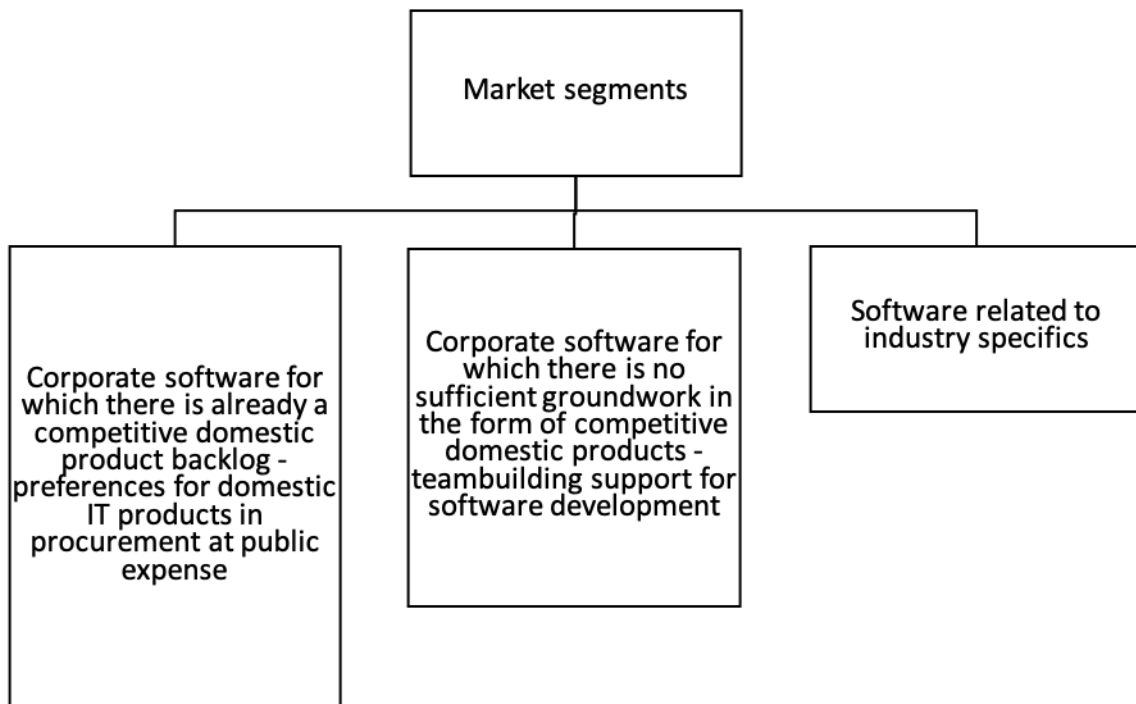 Market segments
Corporate software for
which there is already a
competitive domestic
product backlog -
preferences for domestic
IT products in
procurement at public
expense
Corporate software for
which there is no
sufficient groundwork in
the form of competitive
domestic products -
teambuilding support for
software development
Software related to
industry specifics